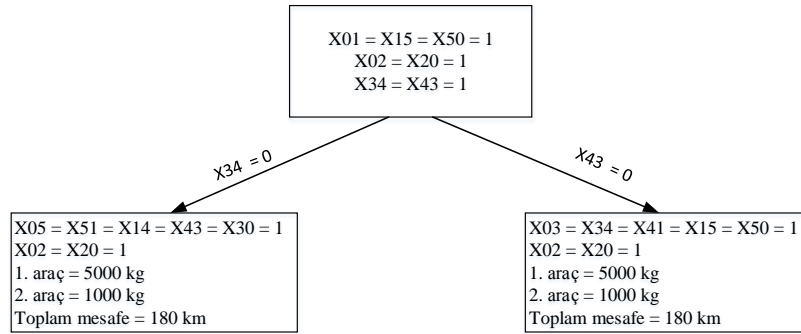 X01 = X15 = X50 = 1
X02 = X20 = 1
X34 = X43 = 1
X34 = 0
X43 = 0
X05 = X51 = X14 = X43 = X30 = 1
X02 = X20 = 1
1. araç = 5000 kg
2. araç = 1000 kg
Toplam mesafe = 180 km
X03 = X34 = X41 = X15 = X50 = 1
X02 = X20 = 1
1. araç = 5000 kg
2. araç = 1000 kg
Toplam mesafe = 180 km